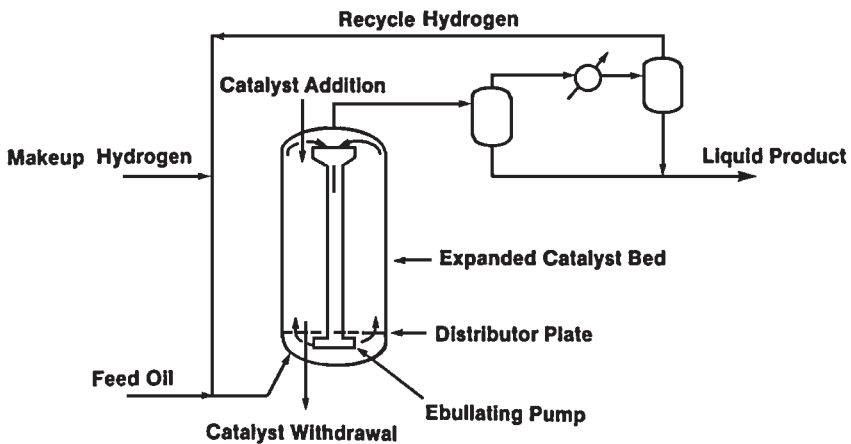 Recycle Hydrogen
Catalyst Addition
Makeup Hydrogen
Liquid Product
Expanded Catalyst Bed
Distributor Plate
Feed Oil
Ebullating Pump
Catalyst Withdrawal